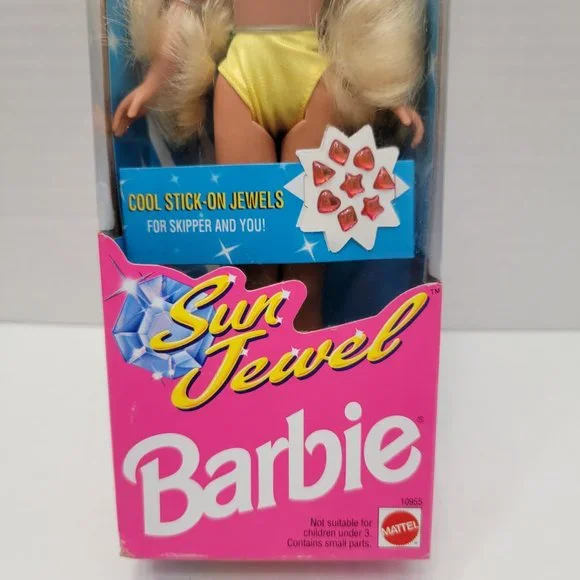 COOL STICK-ON JEWELS
FOR SKIPPER AND YOU!
Sun
Jewel™
Barbie®
10955
Not suitable for
children under 3.
Contains small parts.
MATTEL